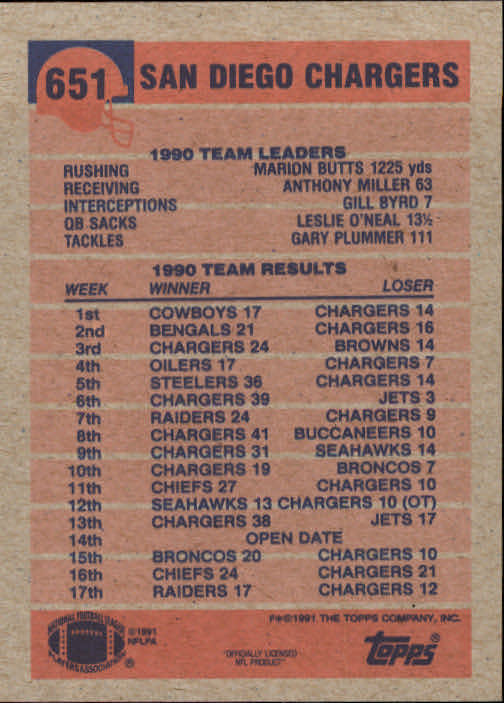 651 SAN DIEGO CHARGERS
1990 TEAM LEADERS
RUSHING MARION BUTTS 1225 yds
RECEIVING ANTHONY MILLER 63
INTERCEPTIONS GILL BYRD 7
QB SACKS LESLIE O'NEAL 13½
TACKLES GARY PLUMMER 111
1990 TEAM RESULTS
WEEK WINNER LOSER
1st COWBOYS 17 CHARGERS 14
2nd BENGALS 21 CHARGERS 16
3rd CHARGERS 24 BROWNS 14
4th OILERS 17 CHARGERS 7
5th STEELERS 36 CHARGERS 14
6th CHARGERS 39 JETS 3
7th RAIDERS 24 CHARGERS 9
8th CHARGERS 41 BUCCANEERS 10
9th CHARGERS 31 SEAHAWKS 14
10th CHARGERS 19 BRONCOS 7
11th CHIEFS 27 CHARGERS 10
12th SEAHAWKS 13 CHARGERS 10 (OT)
13th CHARGERS 38 JETS 17
14th OPEN DATE
15th BRONCOS 20 CHARGERS 10
16th CHIEFS 24 CHARGERS 21
17th RAIDERS 17 CHARGERS 12
NATIONAL FOOTBALL LEAGUE
PLAYERS ASSOCIATION ®
©1991
NFLPA
F*®©1991 THE TOPPS COMPANY, INC.
"OFFICIALLY LICENSED
NFL PRODUCT"
topps®